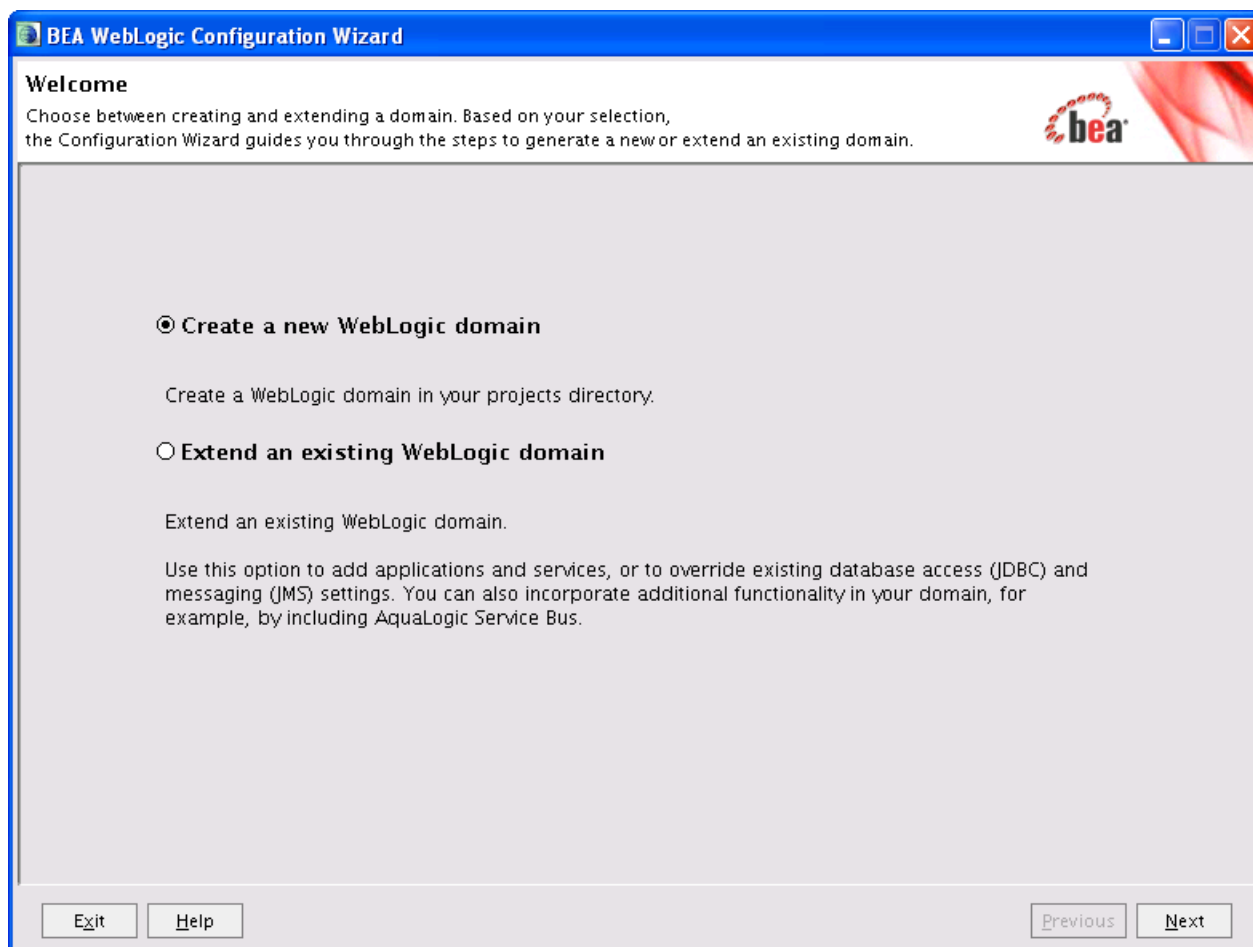 BEA WebLogic Configuration Wizard
Welcome
Choose between creating and extending a domain. Based on your selection,
the Configuration Wizard guides you through the steps to generate a new or extend an existing domain.
bea
Create a new WebLogic domain
Create a WebLogic domain in your projects directory.
Extend an existing WebLogic domain
Extend an existing WebLogic domain.
Use this option to add applications and services, or to override existing database access (JDBC) and
messaging (JMS) settings. You can also incorporate additional functionality in your domain, for
example, by including AquaLogic Service Bus.
Exit Help Previous Next